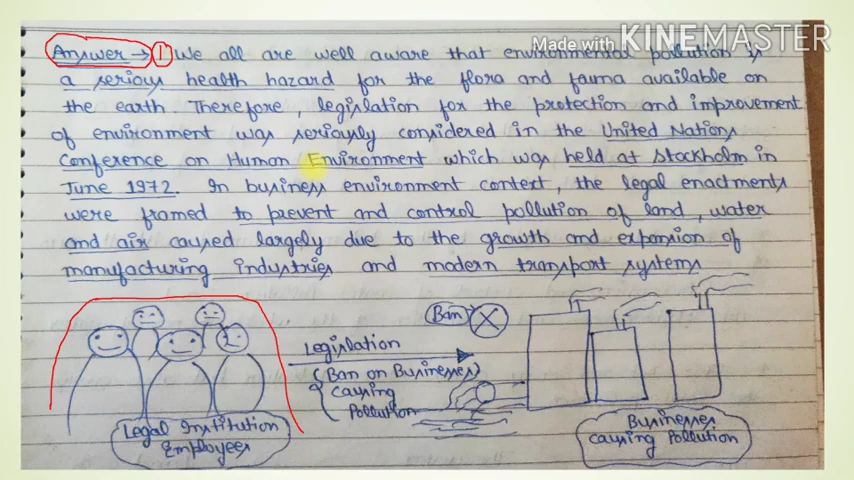 Made with KINEMASTER
Answer → ① We all are well aware that environmental pollution is
a serious health hazard for the flora and fauna available on
the earth. Therefore, legislation for the protection and improvement
of environment was seriously considered in the United Nations
Conference on Human Environment which was held at Stockholm in
June 1972. In business environment context, the legal enactments
were framed to prevent and control pollution of land, water
and air caused largely due to the growth and expansion of
manufacturing industries and modern transport systems
Ban
Legislation
(Ban on Businesses)
Causing
Pollution
Legal Institution
Employees
Businesses
causing Pollution